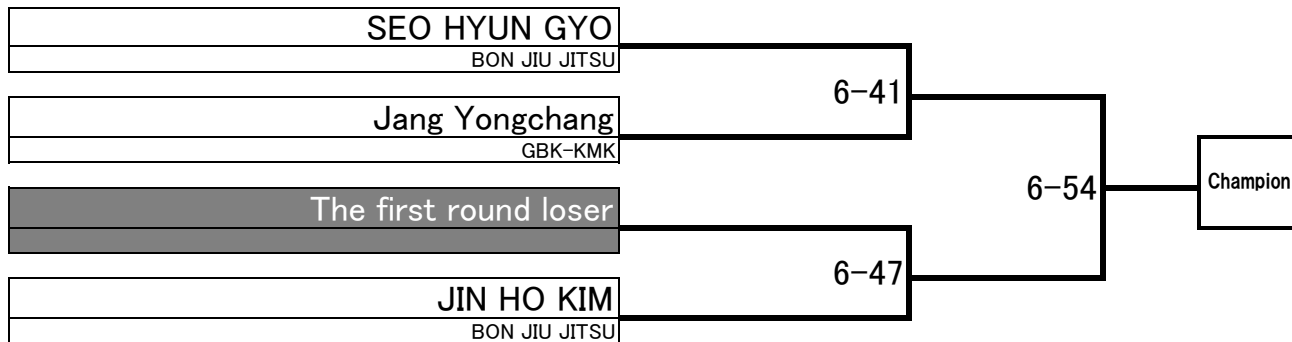 SEO HYUN GYO
BON JIU JITSU
6-41
Jang Yongchang
GBK-KMK
6-54
Champion
The first round loser
6-47
JIN HO KIM
BON JIU JITSU